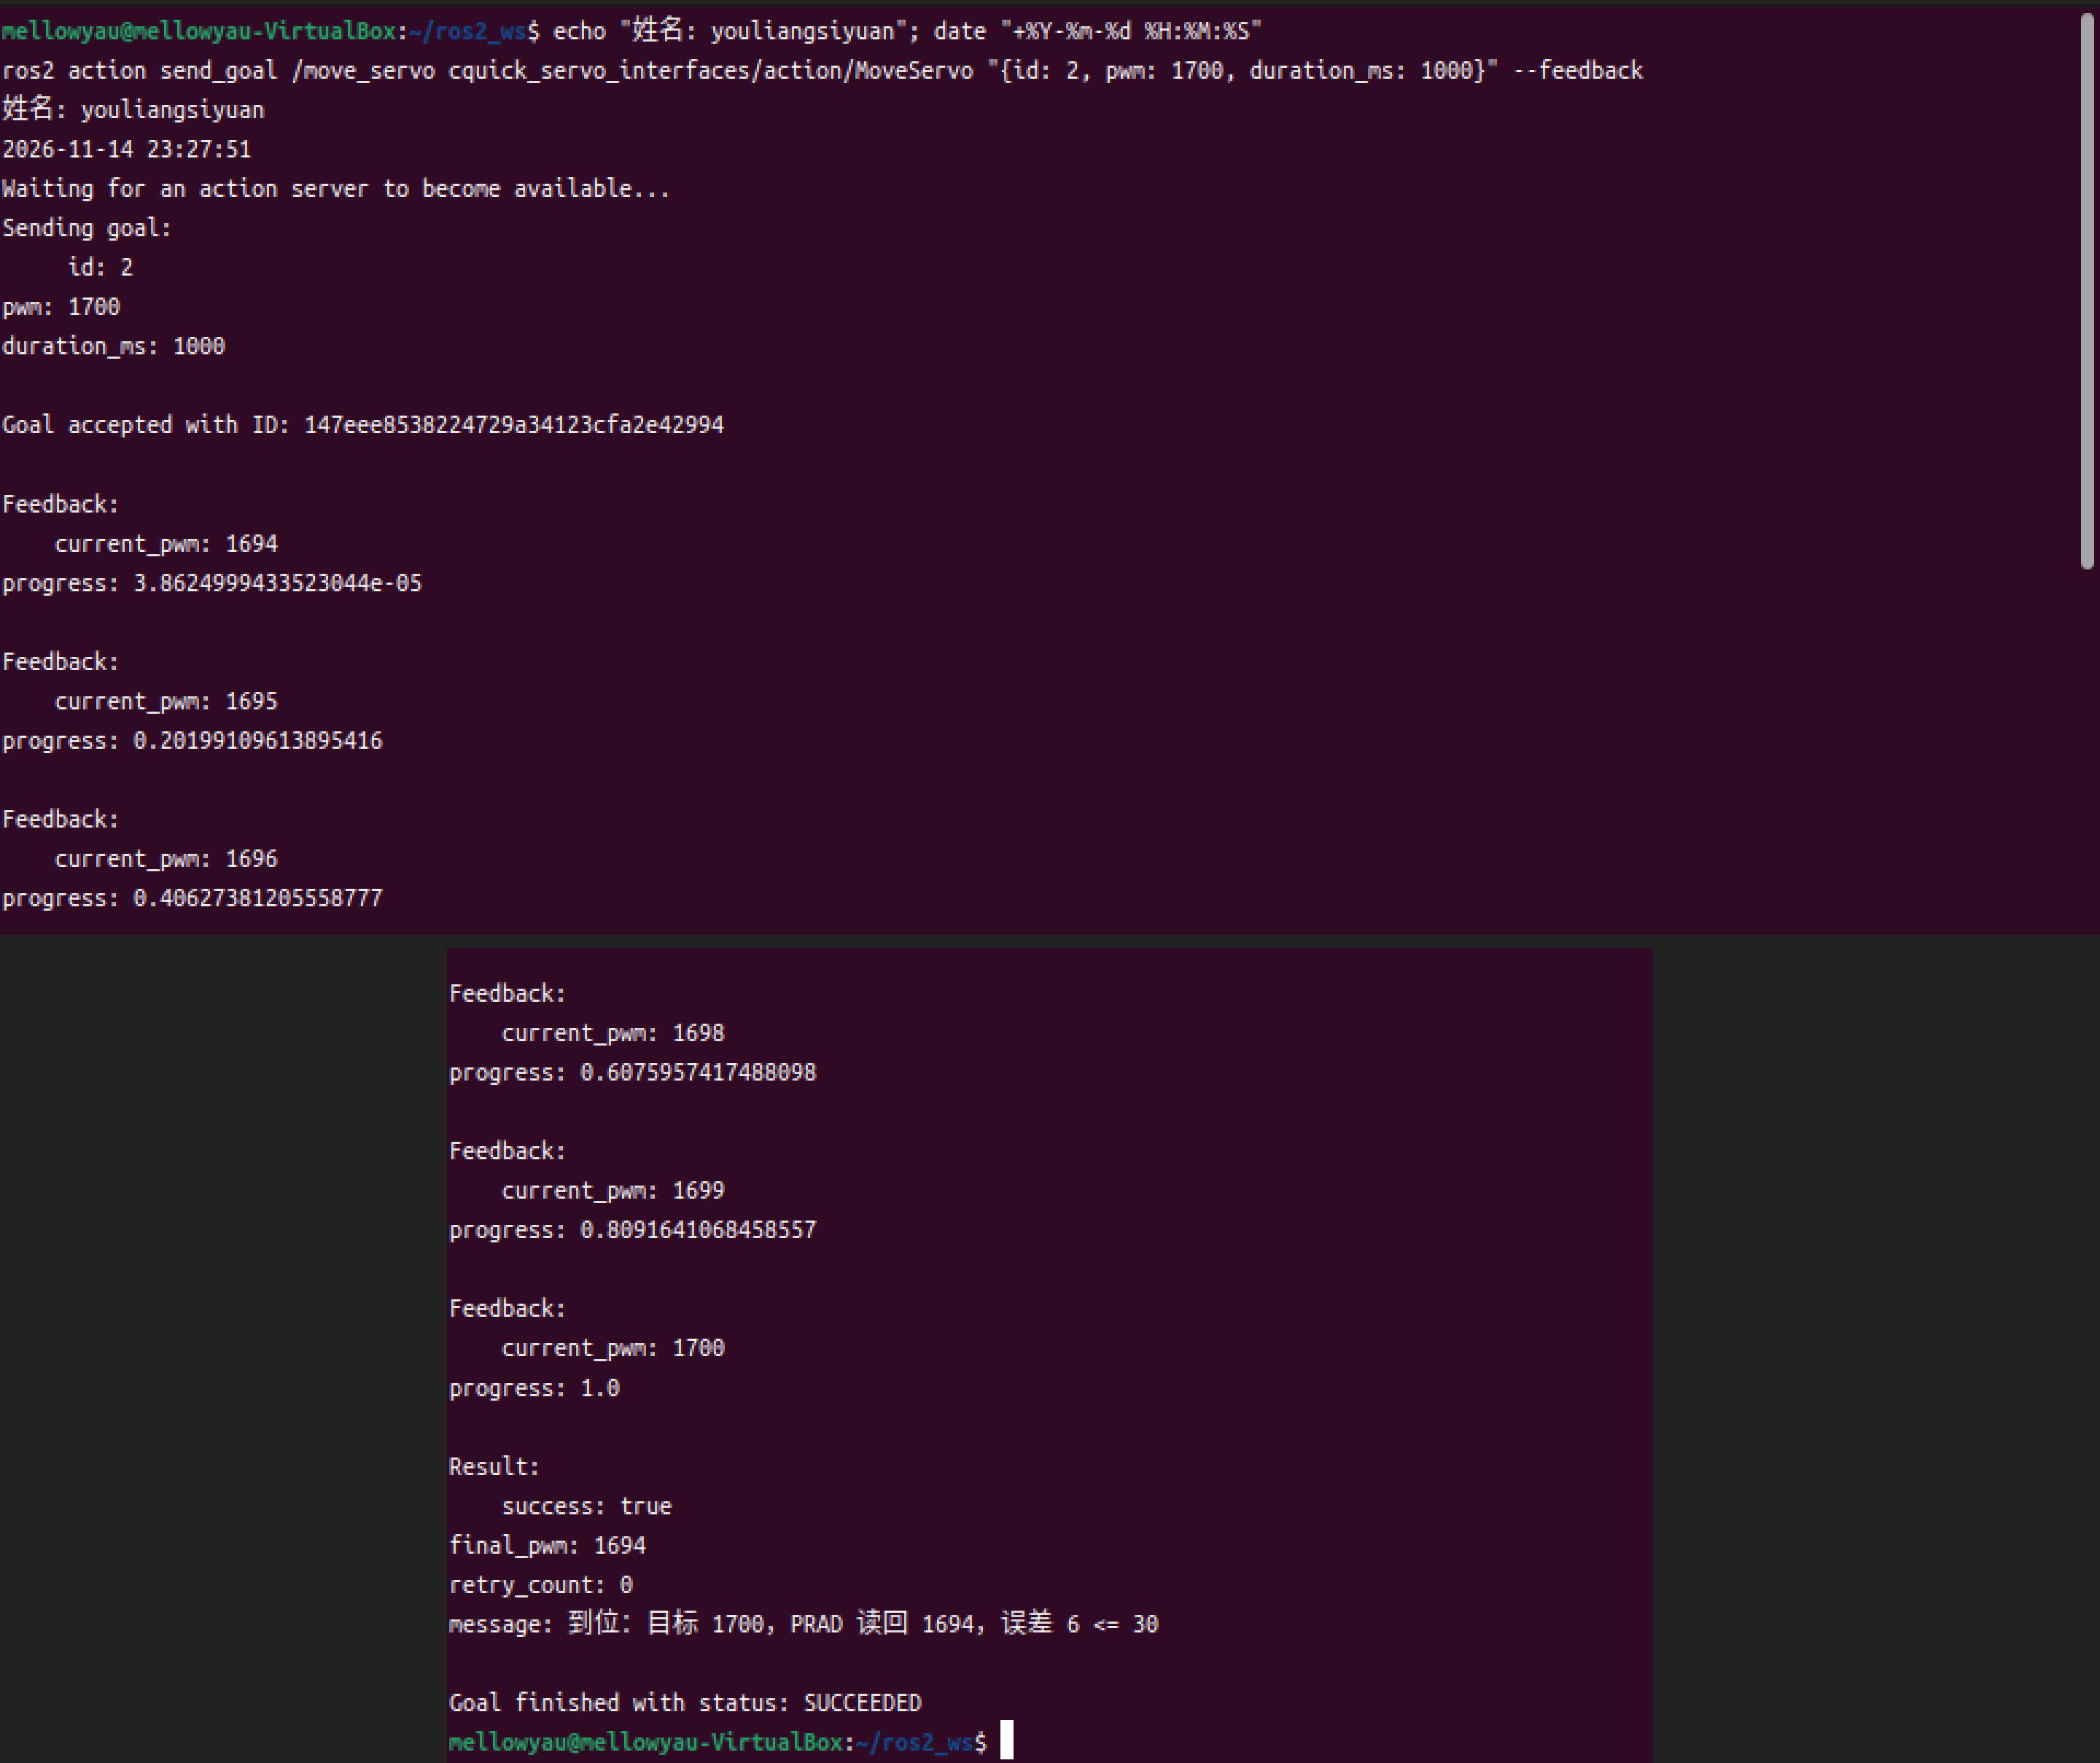 mellowyau@mellowyau-VirtualBox:~/ros2_ws$ echo "姓名: youliangsiyuan"; date "+%Y-%m-%d %H:%M:%S"
ros2 action send_goal /move_servo cquick_servo_interfaces/action/MoveServo "{id: 2, pwm: 1700, duration_ms: 1000}" --feedback
姓名: youliangsiyuan
2026-11-14 23:27:51
Waiting for an action server to become available...
Sending goal:
     id: 2
pwm: 1700
duration_ms: 1000

Goal accepted with ID: 147eee8538224729a34123cfa2e42994

Feedback:
    current_pwm: 1694
progress: 3.8624999433523044e-05

Feedback:
    current_pwm: 1695
progress: 0.20199109613895416

Feedback:
    current_pwm: 1696
progress: 0.40627381205558777

Feedback:
    current_pwm: 1698
progress: 0.6075957417488098

Feedback:
    current_pwm: 1699
progress: 0.8091641068458557

Feedback:
    current_pwm: 1700
progress: 1.0

Result:
    success: true
final_pwm: 1694
retry_count: 0
message: 到位：目标 1700，PRAD 读回 1694，误差 6 <= 30

Goal finished with status: SUCCEEDED
mellowyau@mellowyau-VirtualBox:~/ros2_ws$